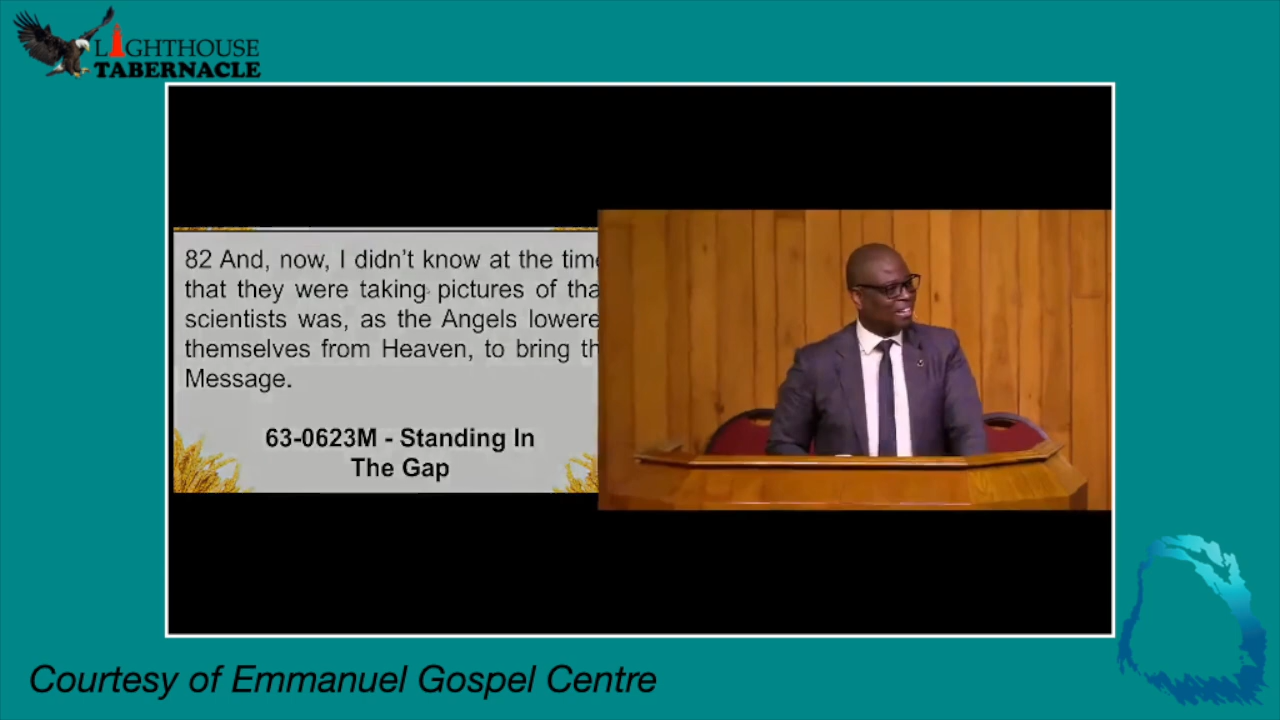 LIGHTHOUSE
TABERNACLE
82 And, now, I didn't know at the tim
that they were taking pictures of tha
scientists was, as the Angels lowere
themselves from Heaven, to bring th
Message.
63-0623M - Standing In
The Gap
Courtesy of Emmanuel Gospel Centre